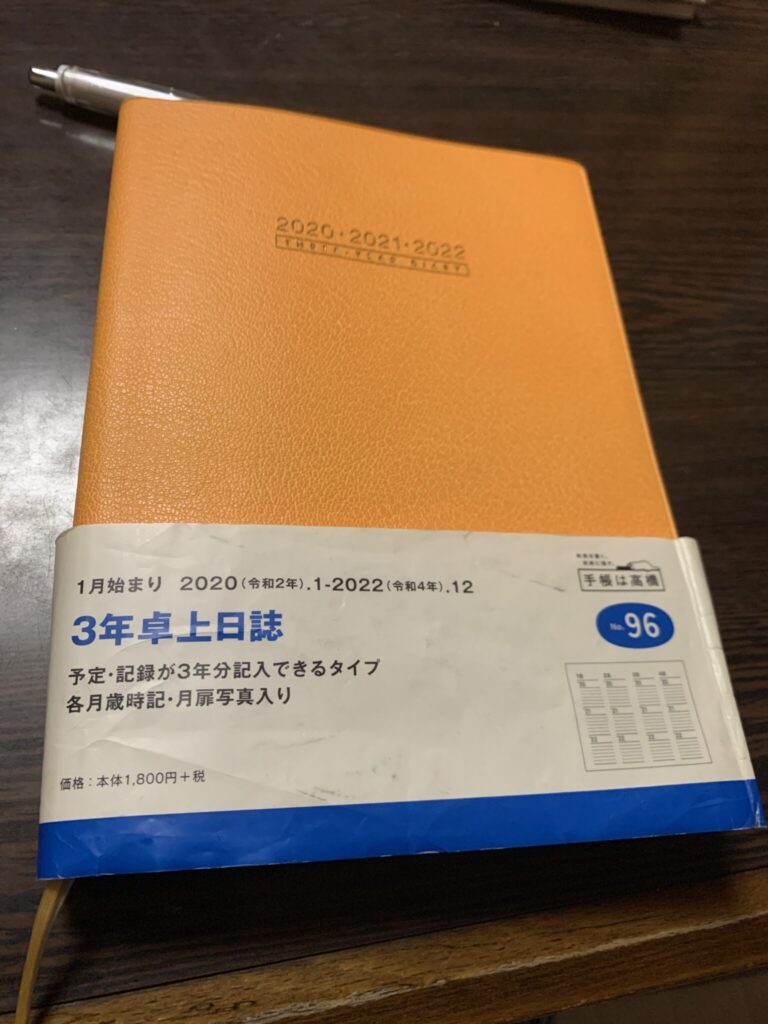 2020・2021・2022
THREE・YEAR DIARY
1月始まり 2020(令和2年).1-2022(令和4年).12
3年卓上日誌
予定・記録が3年分記入できるタイプ
各月歳時記・月扉写真入り
価格：本体1,800円+税
手帳は高橋
No.96